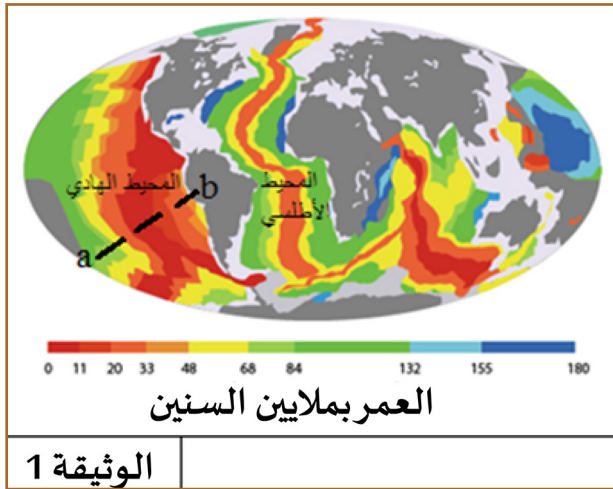 المحيط الهادي
b
المحيط
الأطلسي
a
0 11 20 33 48 68 84 132 155 180
العمر بملايين السنين
الوثيقة 1